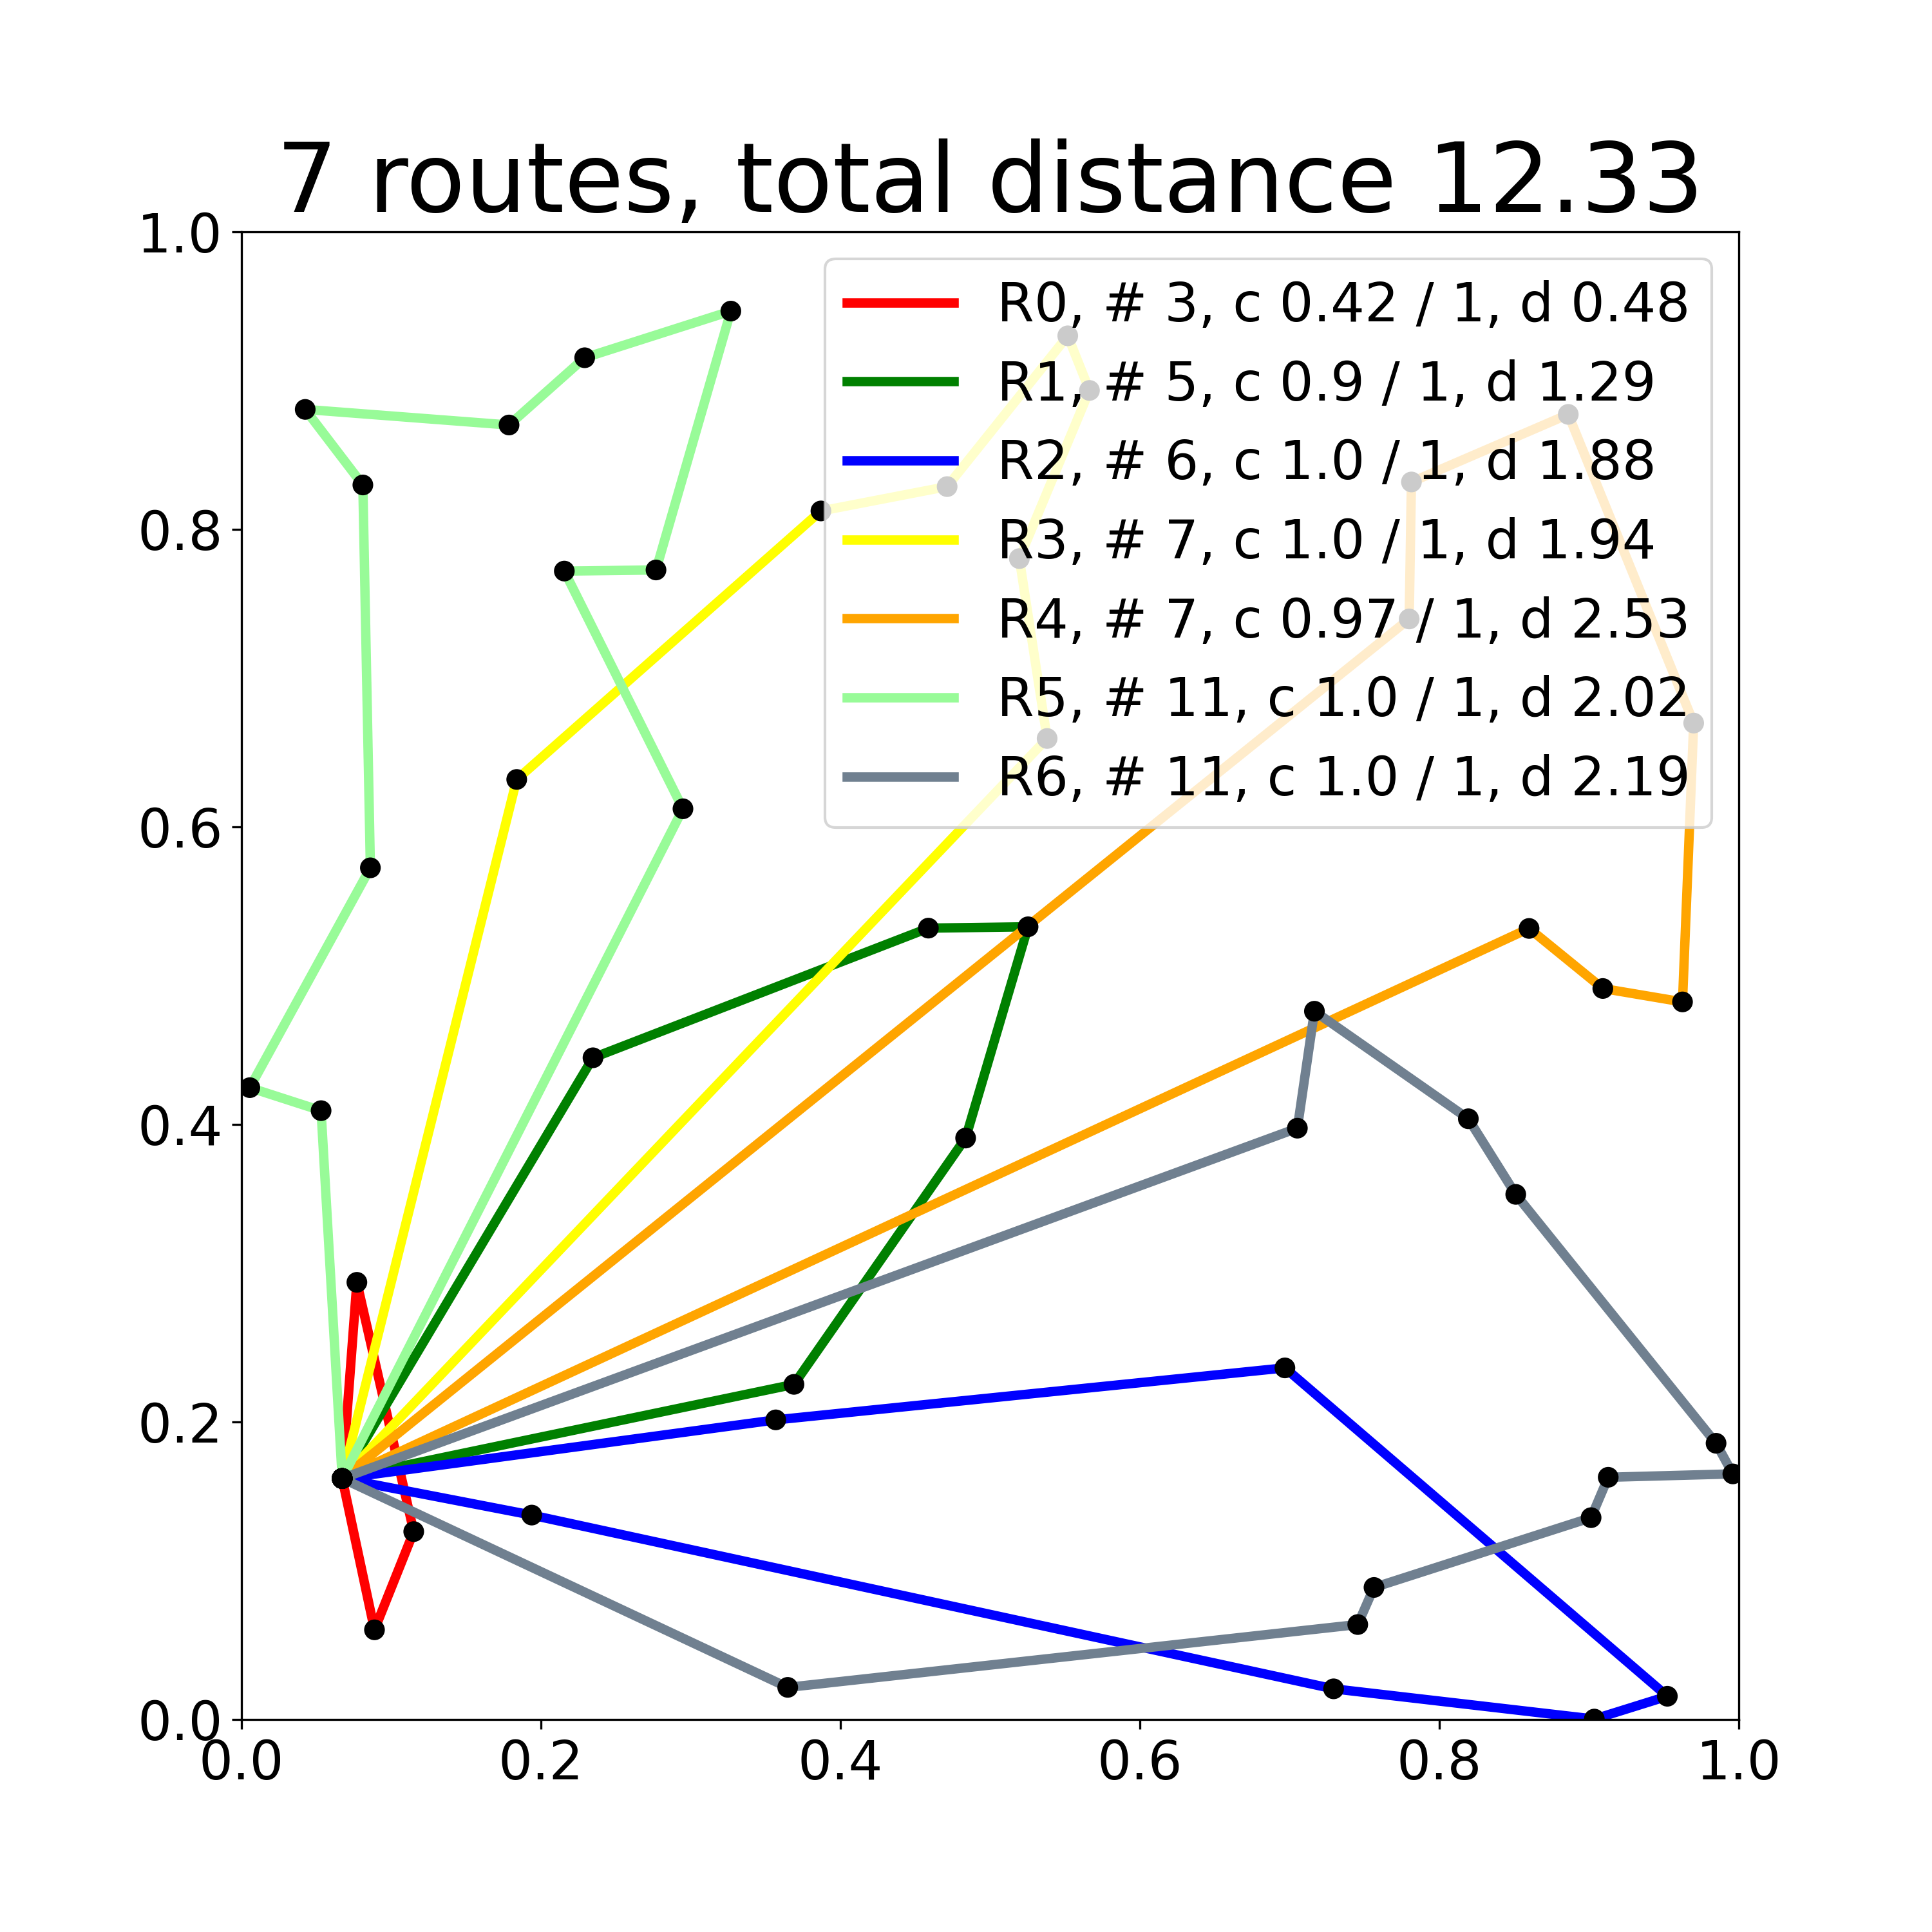 7 routes, total distance 12.33
1.0
0.8
0.6
0.4
0.2
0.0
0.0 0.2 0.4 0.6 0.8 1.0
R0, # 3, c 0.42 / 1, d 0.48
R1, # 5, c 0.9 / 1, d 1.29
R2, # 6, c 1.0 / 1, d 1.88
R3, # 7, c 1.0 / 1, d 1.94
R4, # 7, c 0.97 / 1, d 2.53
R5, # 11, c 1.0 / 1, d 2.02
R6, # 11, c 1.0 / 1, d 2.19